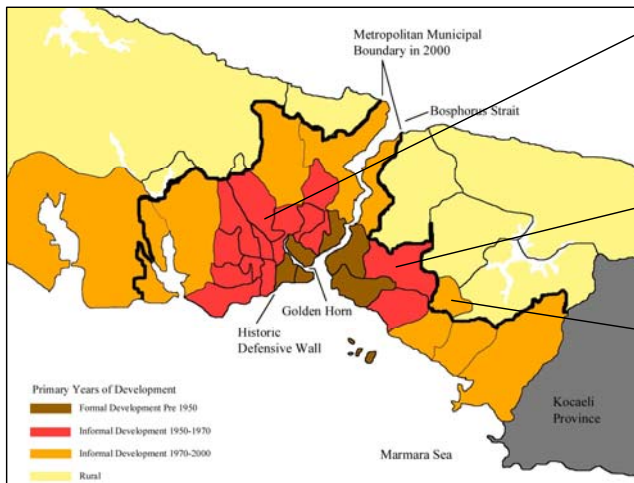 Metropolitan Municipal
Boundary in 2000
Bosphorus Strait
Golden Horn
Historic
Defensive Wall
Primary Years of Development
Formal Development Pre 1950
Informal Development 1950-1970
Informal Development 1970-2000
Rural
Kocaeli
Province
Marmara Sea